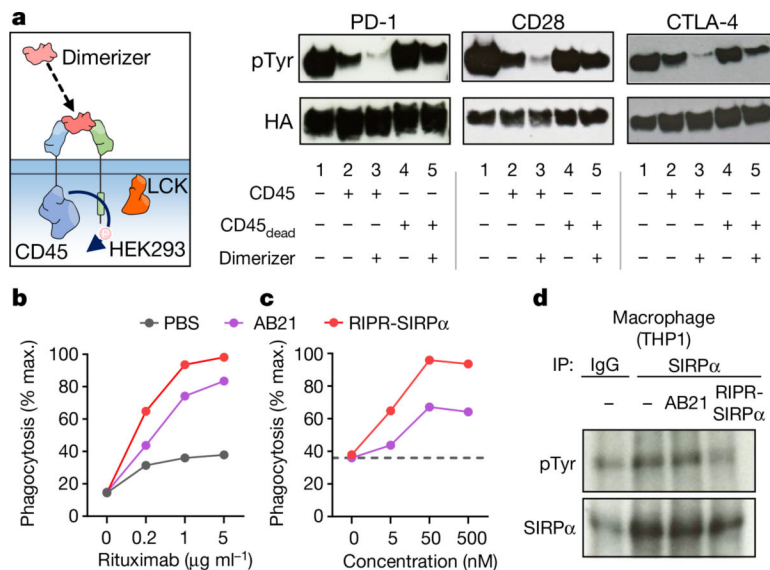 a
Dimerizer
LCK
CD45
HEK293
PD-1 CD28 CTLA-4
pTyr
HA
1 2 3 4 5 1 2 3 4 5 1 2 3 4 5
CD45 – + + – – – + + – – – + + – –
CD45dead – – – + + – – – + + – – – + +
Dimerizer – – + – + – – + – + – – + – +
b c
PBS AB21 RIPR-SIRPα
Phagocytosis (% max.)
100
80
60
40
20
0
0 0.2 1 5
Rituximab (μg ml⁻¹)
Phagocytosis (% max.)
100
80
60
40
20
0
0 5 50 500
Concentration (nM)
d
Macrophage
(THP1)
IP: IgG SIRPα
– – AB21 RIPR-
SIRPα
pTyr
SIRPα